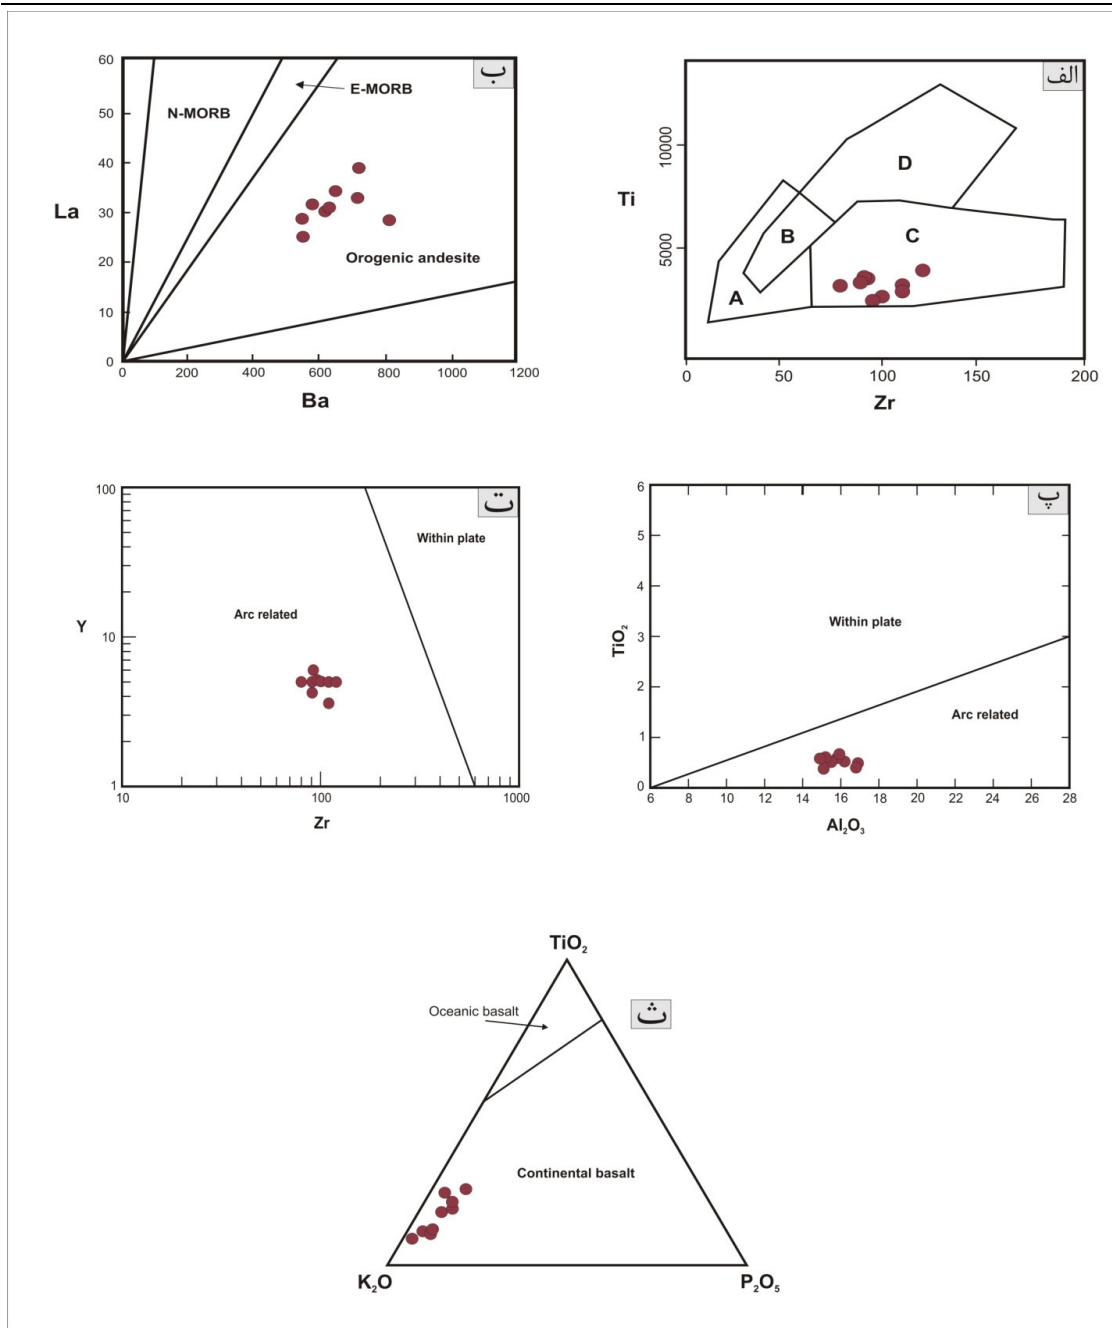 ب
60
50
40
30
20
10
0
La
N-MORB
E-MORB
Orogenic andesite
0 200 400 600 800 1000 1200
Ba
الف
10000
5000
Ti
A
B
C
D
0 50 100 150 200
Zr
ت
100
10
1
Y
Within plate
Arc related
10 100 1000
Zr
پ
6
5
4
3
2
1
0
TiO₂
Within plate
Arc related
6 8 10 12 14 16 18 20 22 24 26 28
Al₂O₃
TiO₂
ث
Oceanic basalt
Continental basalt
K₂O
P₂O₅